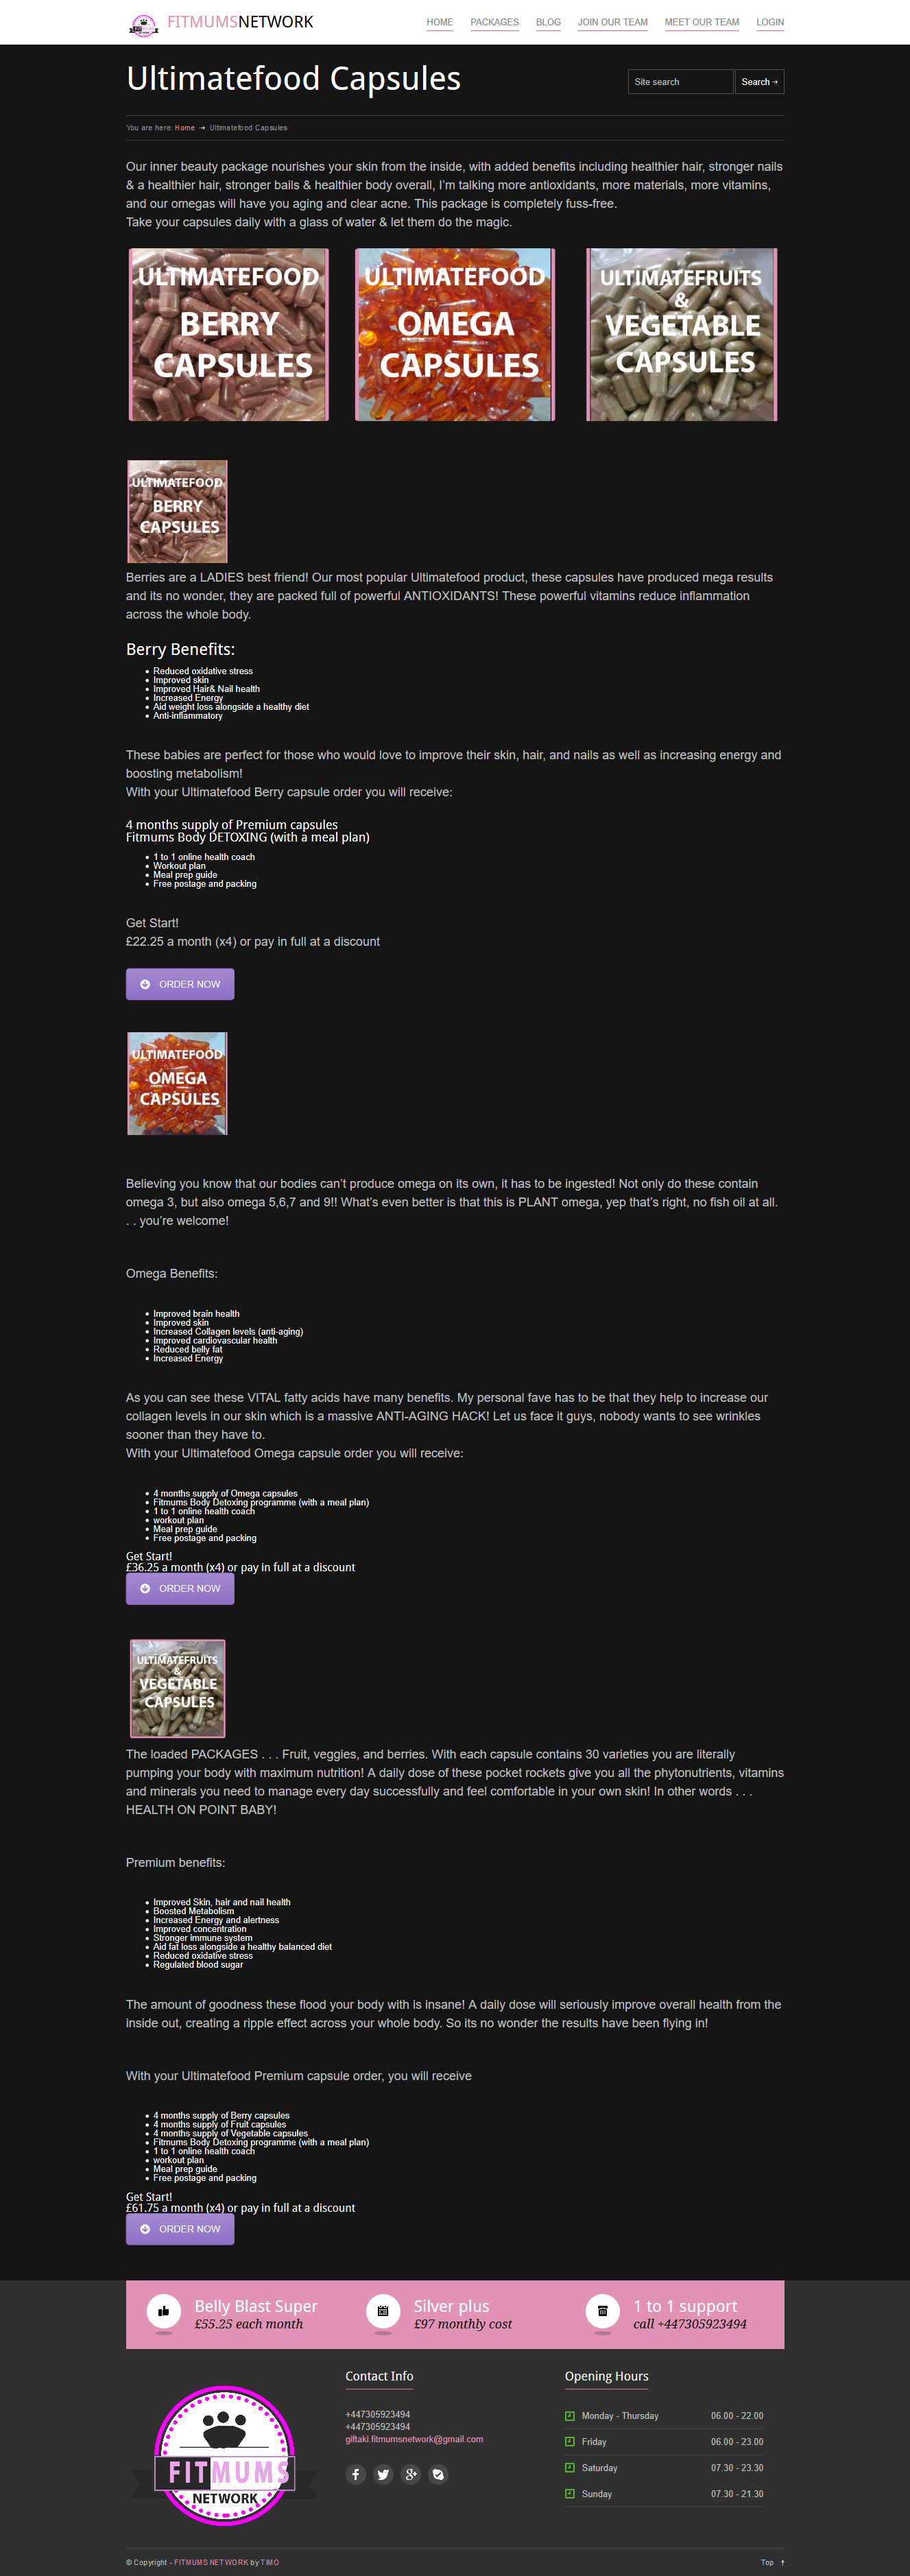 FITMUMSNETWORK
HOME PACKAGES BLOG JOIN OUR TEAM MEET OUR TEAM LOGIN
Ultimatefood Capsules
Site search Search
You are here: Home Ultimatefood Capsules
Our inner beauty package nourishes your skin from the inside, with added benefits including healthier hair, stronger nails
& a healthier hair, stronger bails & healthier body overall, I'm talking more antioxidants, more materials, more vitamins,
and our omegas will have you aging and clear acne. This package is completely fuss-free.
Take your capsules daily with a glass of water & let them do the magic.
ULTIMATEFOOD
BERRY
CAPSULES
ULTIMATEFOOD
OMEGA
CAPSULES
ULTIMATEFRUITS
&
VEGETABLE
CAPSULES
ULTIMATEFOOD
BERRY
CAPSULES
Berries are a LADIES best friend! Our most popular Ultimatefood product, these capsules have produced mega results
and its no wonder, they are packed full of powerful ANTIOXIDANTS! These powerful vitamins reduce inflammation
across the whole body.
Berry Benefits:
Reduced oxidative stress
Improved skin
Improved Hair& Nail health
Increased Energy
Aid weight loss alongside a healthy diet
Anti-inflammatory
These babies are perfect for those who would love to improve their skin, hair, and nails as well as increasing energy and
boosting metabolism!
With your Ultimatefood Berry capsule order you will receive:
4 months supply of Premium capsules
Fitmums Body DETOXING (with a meal plan)
1 to 1 online health coach
Workout plan
Meal prep guide
Free postage and packing
Get Start!
£22.25 a month (x4) or pay in full at a discount
ORDER NOW
ULTIMATEFOOD
OMEGA
CAPSULES
Believing you know that our bodies can't produce omega on its own, it has to be ingested! Not only do these contain
omega 3, but also omega 5,6,7 and 9!! What's even better is that this is PLANT omega, yep that's right, no fish oil at all.
. . you're welcome!
Omega Benefits:
Improved brain health
Improved skin
Increased Collagen levels (anti-aging)
Improved cardiovascular health
Reduced belly fat
Increased Energy
As you can see these VITAL fatty acids have many benefits. My personal fave has to be that they help to increase our
collagen levels in our skin which is a massive ANTI-AGING HACK! Let us face it guys, nobody wants to see wrinkles
sooner than they have to.
With your Ultimatefood Omega capsule order you will receive:
4 months supply of Omega capsules
Fitmums Body Detoxing programme (with a meal plan)
1 to 1 online health coach
workout plan
Meal prep guide
Free postage and packing
Get Start!
£36.25 a month (x4) or pay in full at a discount
ORDER NOW
ULTIMATEFRUITS
&
VEGETABLE
CAPSULES
The loaded PACKAGES . . . Fruit, veggies, and berries. With each capsule contains 30 varieties you are literally
pumping your body with maximum nutrition! A daily dose of these pocket rockets give you all the phytonutrients, vitamins
and minerals you need to manage every day successfully and feel comfortable in your own skin! In other words . . .
HEALTH ON POINT BABY!
Premium benefits:
Improved Skin, hair and nail health
Boosted Metabolism
Increased Energy and alertness
Improved concentration
Stronger immune system
Aid fat loss alongside a healthy balanced diet
Reduced oxidative stress
Regulated blood sugar
The amount of goodness these flood your body with is insane! A daily dose will seriously improve overall health from the
inside out, creating a ripple effect across your whole body. So its no wonder the results have been flying in!
With your Ultimatefood Premium capsule order, you will receive
4 months supply of Berry capsules
4 months supply of Fruit capsules
4 months supply of Vegetable capsules
Fitmums Body Detoxing programme (with a meal plan)
1 to 1 online health coach
workout plan
Meal prep guide
Free postage and packing
Get Start!
£61.75 a month (x4) or pay in full at a discount
ORDER NOW
Belly Blast Super
£55.25 each month
Silver plus
£97 monthly cost
1 to 1 support
call +447305923494
FITMUMS
NETWORK
Contact Info
+447305923494
+447305923494
giftaki.fitmumsnetwork@gmail.com
Opening Hours
Monday - Thursday 06.00 - 22.00
Friday 06.00 - 23.00
Saturday 07.30 - 23.30
Sunday 07.30 - 21.30
© Copyright - FITMUMS NETWORK by TIMO
Top